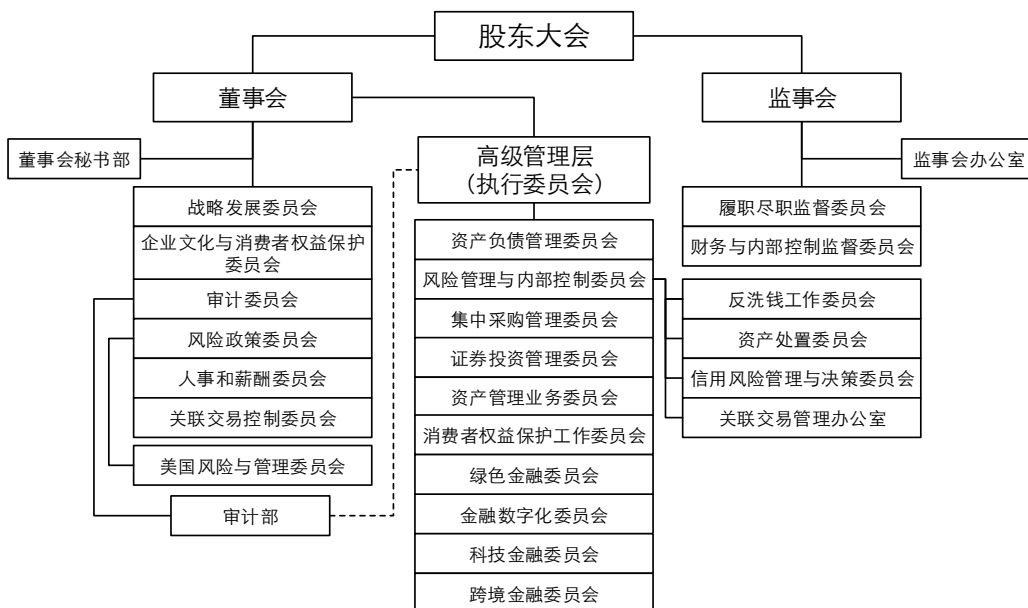 股东大会
董事会
监事会
董事会秘书部
高级管理层
（执行委员会）
监事会办公室
战略发展委员会
企业文化与消费者权益保护
委员会
审计委员会
风险政策委员会
人事和薪酬委员会
关联交易控制委员会
美国风险与管理委员会
审计部
资产负债管理委员会
风险管理与内部控制委员会
集中采购管理委员会
证券投资管理委员会
资产管理业务委员会
消费者权益保护工作委员会
绿色金融委员会
金融数字化委员会
科技金融委员会
跨境金融委员会
履职尽职监督委员会
财务与内部控制监督委员会
反洗钱工作委员会
资产处置委员会
信用风险管理与决策委员会
关联交易管理办公室